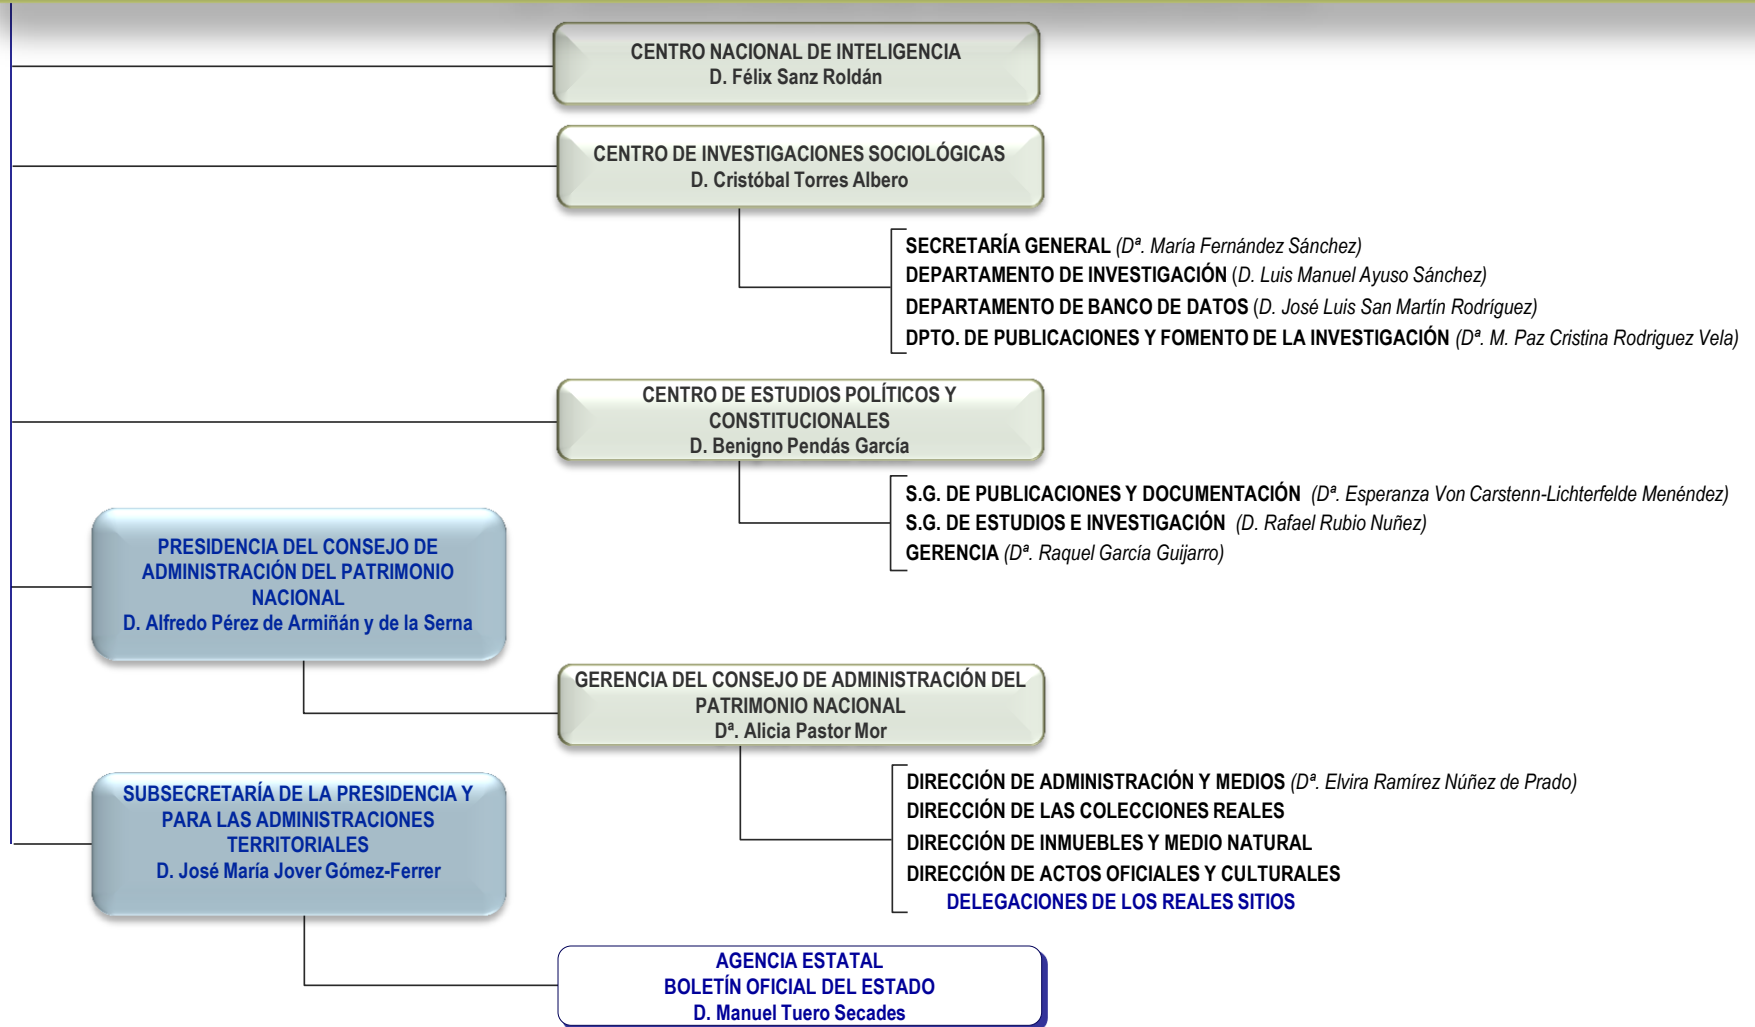 CENTRO NACIONAL DE INTELIGENCIA
D. Félix Sanz Roldán
CENTRO DE INVESTIGACIONES SOCIOLÓGICAS
D. Cristóbal Torres Albero
SECRETARÍA GENERAL (Dª. María Fernández Sánchez)
DEPARTAMENTO DE INVESTIGACIÓN (D. Luis Manuel Ayuso Sánchez)
DEPARTAMENTO DE BANCO DE DATOS (D. José Luis San Martín Rodríguez)
DPTO. DE PUBLICACIONES Y FOMENTO DE LA INVESTIGACIÓN (Dª. M. Paz Cristina Rodriguez Vela)
CENTRO DE ESTUDIOS POLÍTICOS Y
CONSTITUCIONALES
D. Benigno Pendás García
S.G. DE PUBLICACIONES Y DOCUMENTACIÓN (Dª. Esperanza Von Carstenn-Lichterfelde Menéndez)
S.G. DE ESTUDIOS E INVESTIGACIÓN (D. Rafael Rubio Nuñez)
GERENCIA (Dª. Raquel García Guijarro)
PRESIDENCIA DEL CONSEJO DE
ADMINISTRACIÓN DEL PATRIMONIO
NACIONAL
D. Alfredo Pérez de Armiñán y de la Serna
GERENCIA DEL CONSEJO DE ADMINISTRACIÓN DEL
PATRIMONIO NACIONAL
Dª. Alicia Pastor Mor
DIRECCIÓN DE ADMINISTRACIÓN Y MEDIOS (Dª. Elvira Ramírez Núñez de Prado)
DIRECCIÓN DE LAS COLECCIONES REALES
DIRECCIÓN DE INMUEBLES Y MEDIO NATURAL
DIRECCIÓN DE ACTOS OFICIALES Y CULTURALES
DELEGACIONES DE LOS REALES SITIOS
SUBSECRETARÍA DE LA PRESIDENCIA Y
PARA LAS ADMINISTRACIONES
TERRITORIALES
D. José María Jover Gómez-Ferrer
AGENCIA ESTATAL
BOLETÍN OFICIAL DEL ESTADO
D. Manuel Tuero Secades